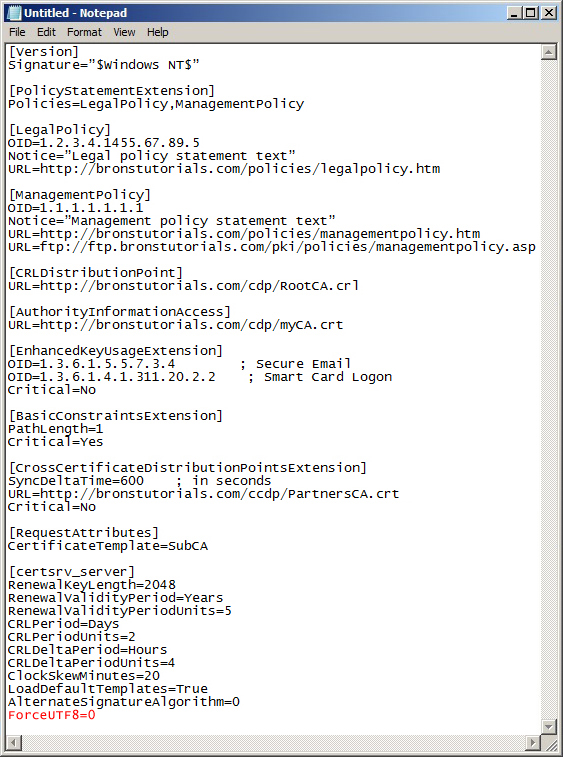 Untitled - Notepad
File Edit Format View Help
[Version]
Signature="$Windows NT$"
[PolicyStatementExtension]
Policies=LegalPolicy,ManagementPolicy
[LegalPolicy]
OID=1.2.3.4.1455.67.89.5
Notice="Legal policy statement text"
URL=http://bronstutorials.com/policies/legalpolicy.htm
[ManagementPolicy]
OID=1.1.1.1.1.1.1
Notice="Management policy statement text"
URL=http://bronstutorials.com/policies/managmentpolicy.htm
URL=ftp://ftp.bronstutorials.com/pki/policies/managmentpolicy.asp
[CRLDistributionPoint]
URL=http://bronstutorials.com/cdp/RootCA.crl
[AuthorityInformationAccess]
URL=http://bronstutorials.com/cdp/myCA.crt
[EnhancedKeyUsageExtension]
OID=1.3.6.1.5.5.7.3.4 ; Secure Email
OID=1.3.6.1.4.1.311.20.2.2 ; Smart Card Logon
Critical=No
[BasicConstraintsExtension]
PathLength=1
Critical=Yes
[CrossCertificateDistributionPointsExtension]
SyncDeltaTime=600 ; in seconds
URL=http://bronstutorials.com/ccdp/PartnersCA.crt
Critical=No
[RequestAttributes]
CertificateTemplate=SubCA
[certsrv_server]
RenewalKeyLength=2048
RenewalValidityPeriod=Years
RenewalValidityPeriodUnits=5
CRLPeriod=Days
CRLPeriodUnits=2
CRLDeltaPeriod=Hours
CRLDeltaPeriodUnits=4
ClockSkewMinutes=20
LoadDefaultTemplates=True
AlternateSignatureAlgorithm=0
ForceUTF8=0